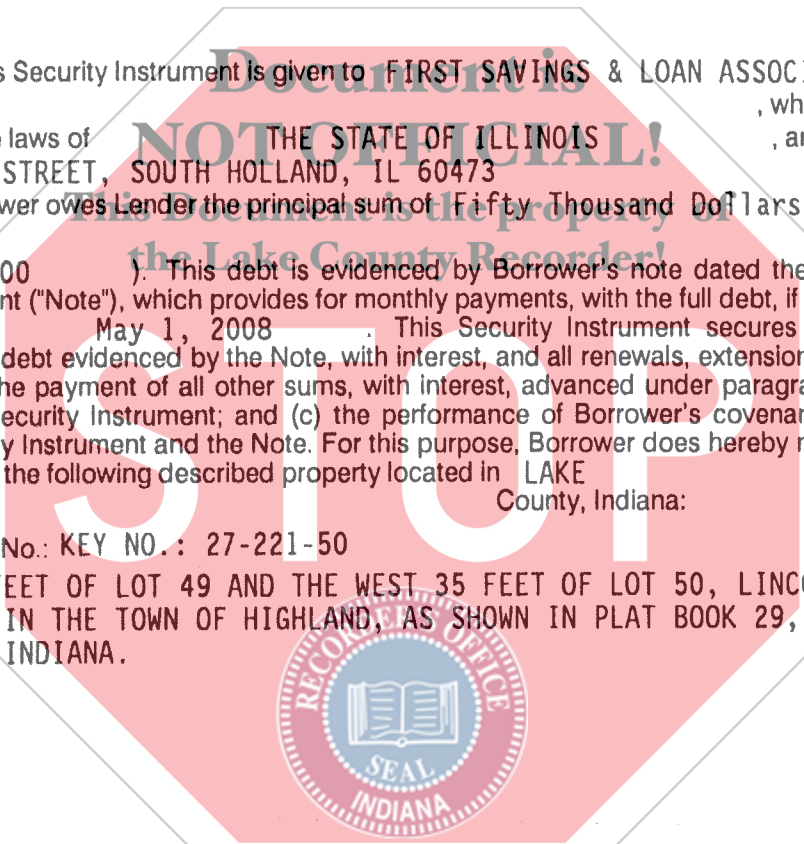 s Security Instrument is given to FIRST SAVINGS & LOAN ASSOCI
, wh
e laws of THE STATE OF ILLINOIS , a
STREET, SOUTH HOLLAND, IL 60473
wer owes Lender the principal sum of Fifty Thousand Dollars
00 ). This debt is evidenced by Borrower's note dated the
nt ("Note"), which provides for monthly payments, with the full debt, if
May 1, 2008 . This Security Instrument secures
debt evidenced by the Note, with interest, and all renewals, extension
he payment of all other sums, with interest, advanced under paragra
ecurity Instrument; and (c) the performance of Borrower's covenan
y Instrument and the Note. For this purpose, Borrower does hereby
the following described property located in LAKE
County, Indiana:
No.: KEY NO.: 27-221-50
EET OF LOT 49 AND THE WEST 35 FEET OF LOT 50, LINCO
IN THE TOWN OF HIGHLAND, AS SHOWN IN PLAT BOOK 29,
INDIANA.
Document is
NOT OFFICIAL!
This Document is the property of
the Lake County Recorder!
STOP
RECORDER'S OFFICE
SEAL
INDIANA